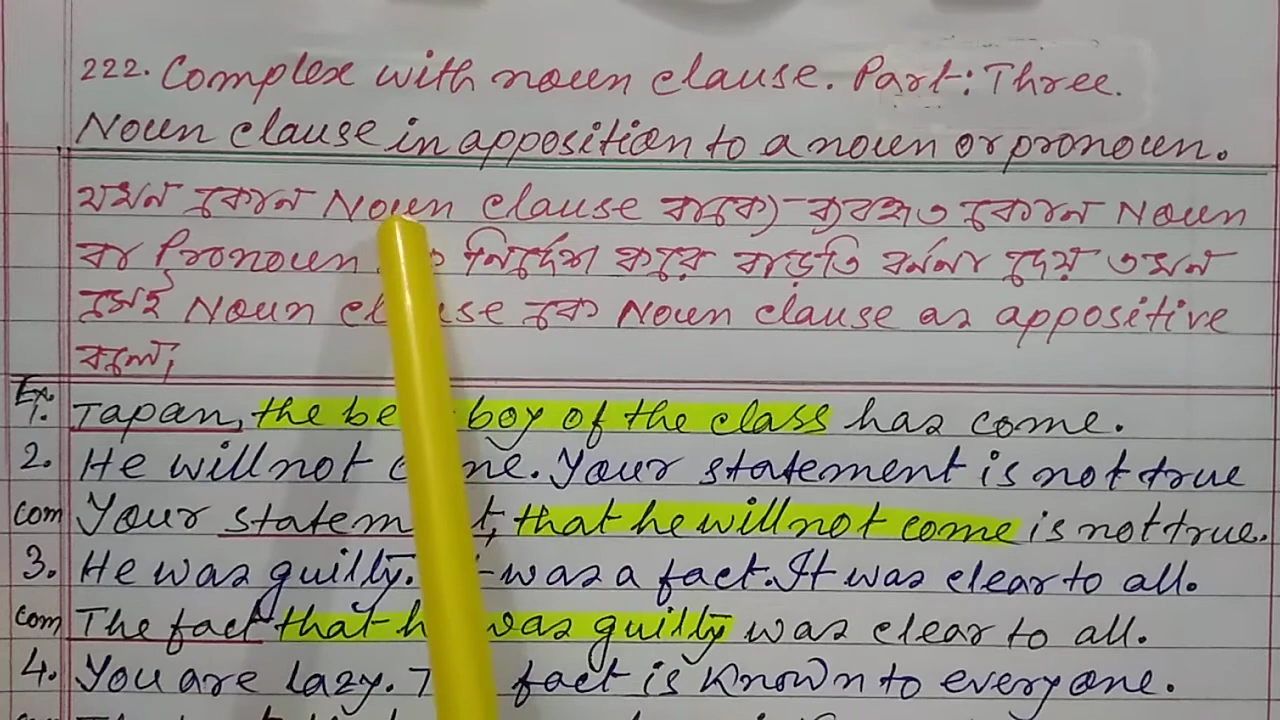 222. Complex with noun clause. Part: Three.
Noun clause in apposition to a noun or pronoun.
যখন কোন Noun clause বাক্যে ব্যবহৃত কোন Noun
বা Pronoun নির্দেশ করে বাড়তি বর্ননা দেয় তখন
সেই Noun clause কে Noun clause as appositive
বলে।
Ex.
1. Tapan, the boy of the class has come.
2. He will not. Your statement is not true
com Your, that he will not come is not true.
3. He was guilty. was a fact. It was clear to all.
com The fact that was guilty was clear to all.
4. You are lazy. fact is known to everyone.